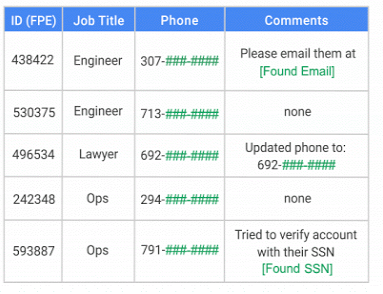 ID (FPE) Job Title Phone Comments
438422 Engineer 307-###-#### Please email them at
[Found Email]
530375 Engineer 713-###-#### none
496534 Lawyer 692-###-#### Updated phone to:
692-###-####
242348 Ops 294-###-#### none
593887 Ops 791-###-#### Tried to verify account
with their SSN
[Found SSN]